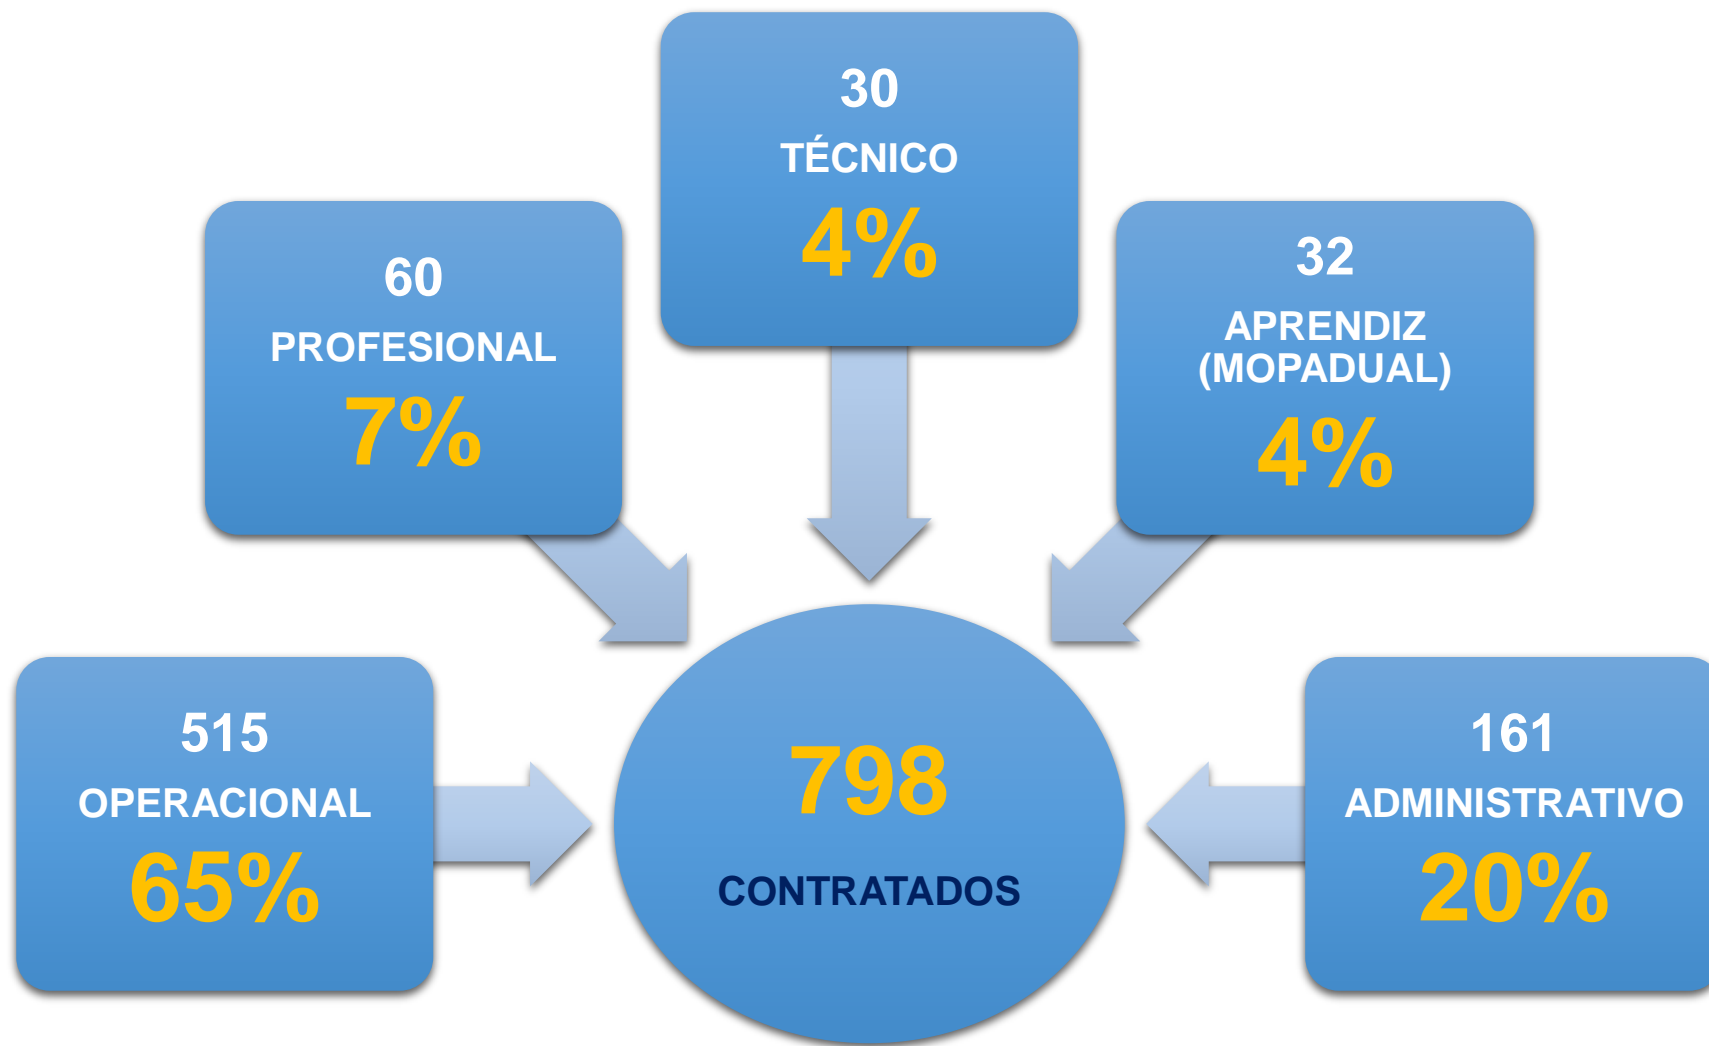 30
TÉCNICO
4%
60
PROFESIONAL
7%
32
APRENDIZ
(MOPADUAL)
4%
515
OPERACIONAL
65%
798
CONTRATADOS
161
ADMINISTRATIVO
20%